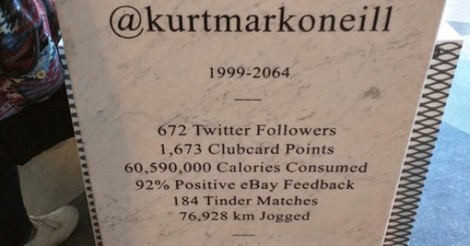 @kurtmarkoneill
1999-2064
672 Twitter Followers
1,673 Clubcard Points
60,590,000 Calories Consumed
92% Positive eBay Feedback
184 Tinder Matches
76,928 km Jogged